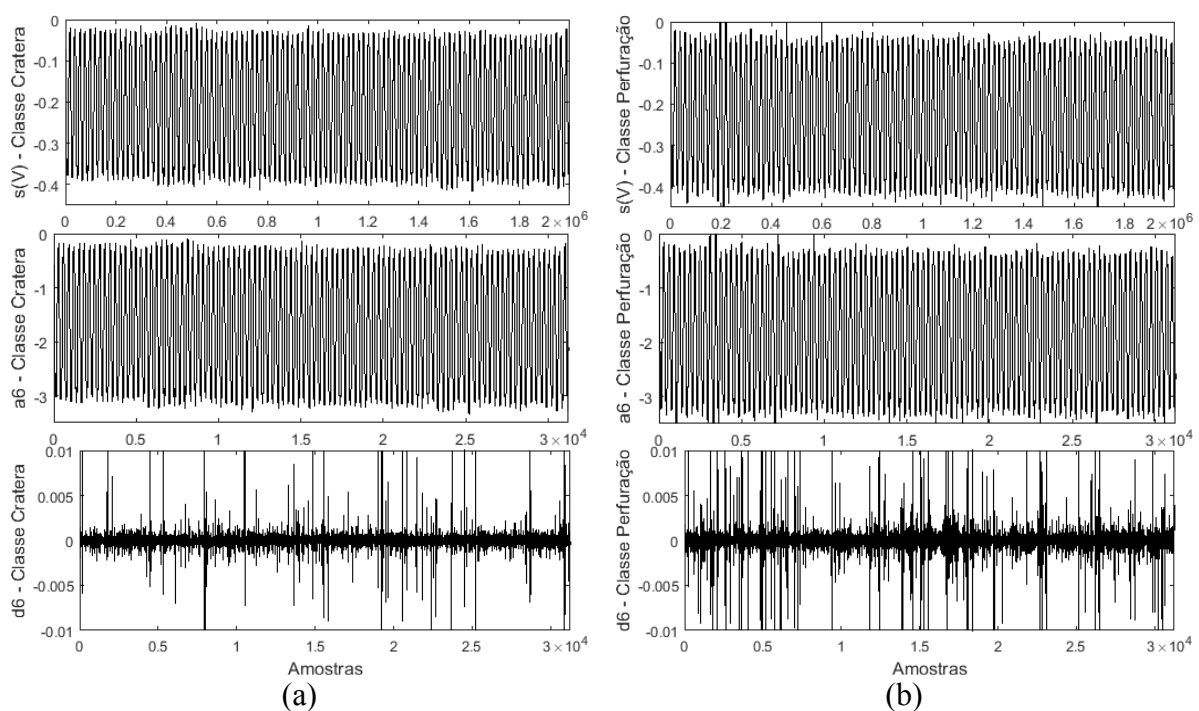 s(V) - Classe Cratera
0
-0.1
-0.2
-0.3
-0.4
0 0.2 0.4 0.6 0.8 1 1.2 1.4 1.6 1.8 2 ×10^6
a6 - Classe Cratera
0
-1
-2
-3
0 0.5 1 1.5 2 2.5 3 ×10^4
d6 - Classe Cratera
0.01
0.005
0
-0.005
-0.01
0 0.5 1 1.5 2 2.5 3 ×10^4
Amostras
(a)
s(V) - Classe Perfuração
0
-0.1
-0.2
-0.3
-0.4
0 0.2 0.4 0.6 0.8 1 1.2 1.4 1.6 1.8 2 ×10^6
a6 - Classe Perfuração
0
-1
-2
-3
0 0.5 1 1.5 2 2.5 3 ×10^4
d6 - Classe Perfuração
0.01
0.005
0
-0.005
-0.01
0 0.5 1 1.5 2 2.5 3 ×10^4
Amostras
(b)